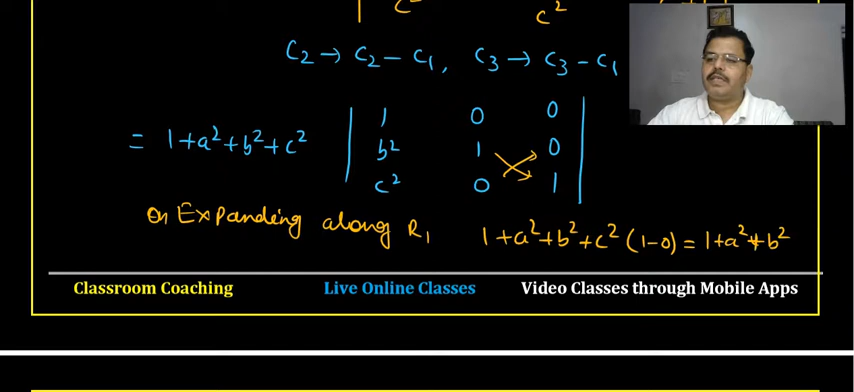 c²
c²
C₂ → C₂ – C₁, C₃ → C₃ – C₁
= 1+a²+b²+c² | 1 0 0 |
| b² 1 0 |
| c² 0 1 |
on Expanding along R₁ 1+a²+b²+c² (1-0) = 1+a²+b²
Classroom Coaching Live Online Classes Video Classes through Mobile Apps